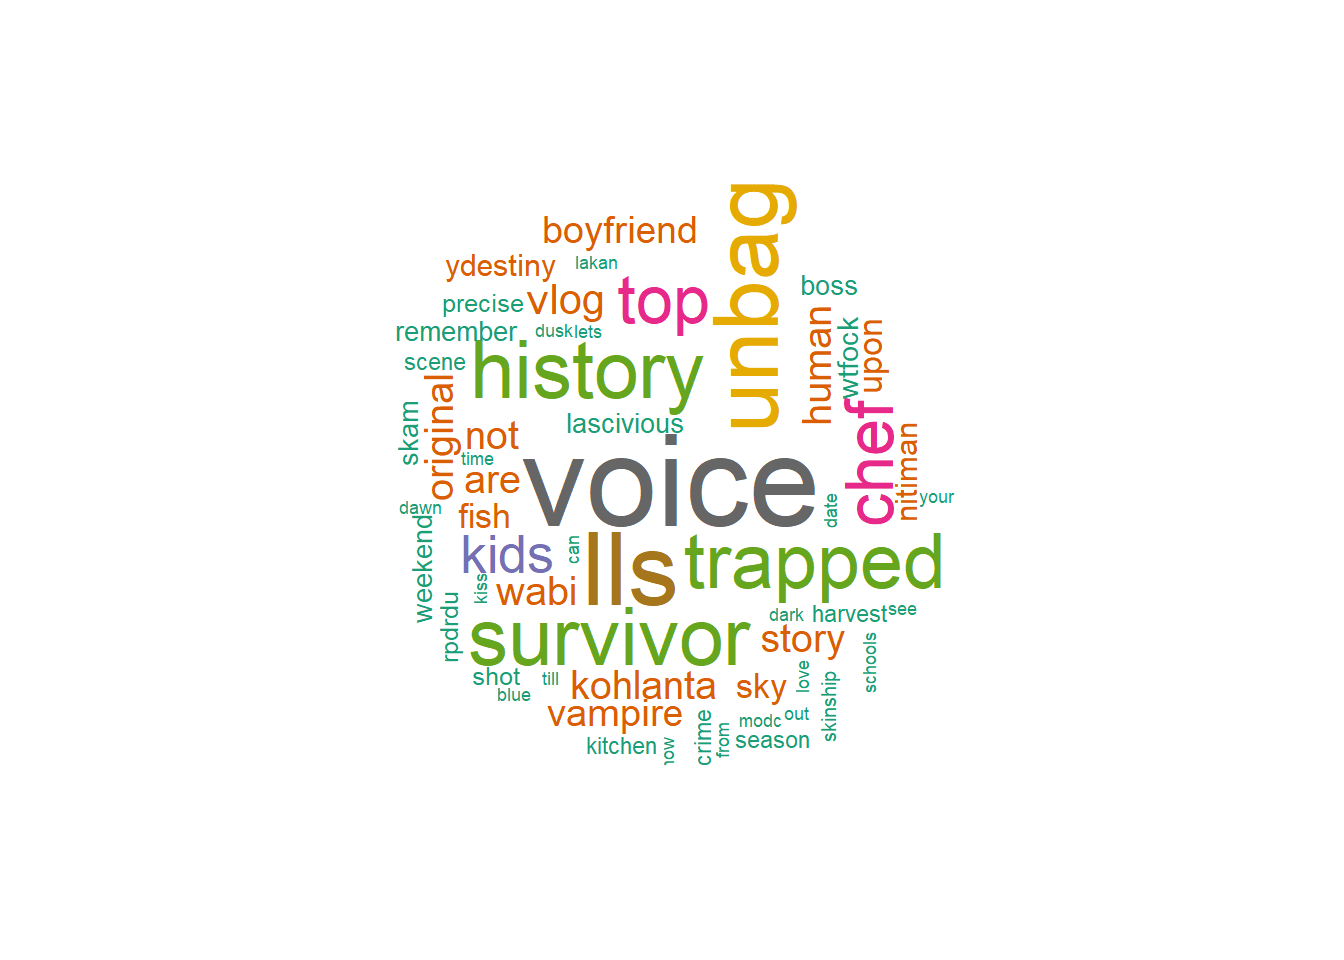 unbag
boyfriend
ydestiny
lakan
top
boss
precise
vlog
remember
dusk
lets
human
wtfock
upon
scene
history
original
skam
lascivious
not
chef
nitiman
time
are
voice
date
your
dawn
fish
weekend
kids
can
lls
trapped
kiss
wabi
rpdrdu
survivor
dark
harvest
see
story
schools
shot
till
kohlanta
sky
love
skinship
blue
vampire
crime
from
modc
out
kitchen
season